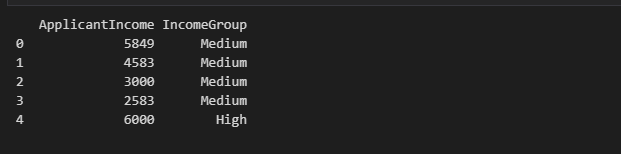 ApplicantIncome IncomeGroup
0 5849 Medium
1 4583 Medium
2 3000 Medium
3 2583 Medium
4 6000 High